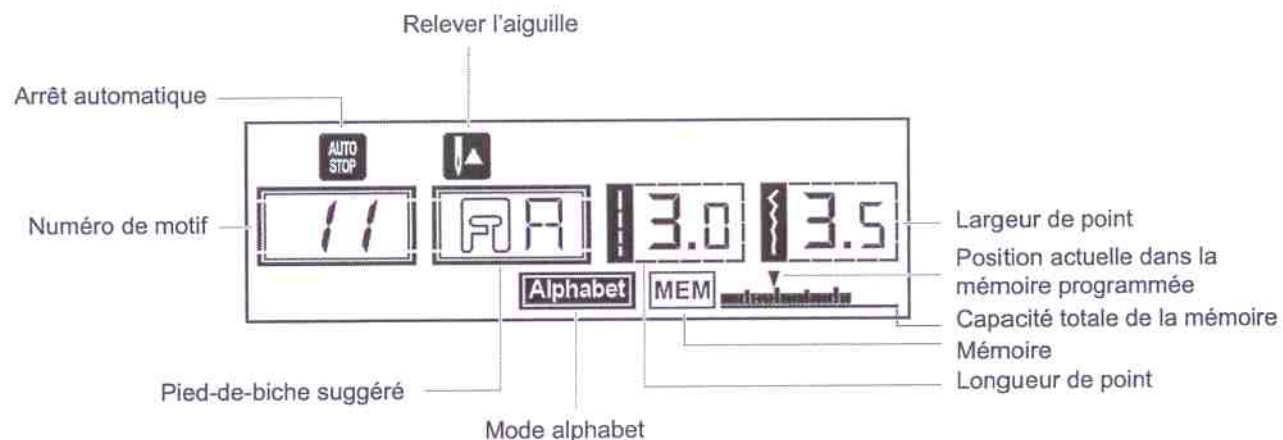 Relever l'aiguille
Arrêt automatique
AUTO
STOP
Numéro de motif
11
A
3.0
3.5
Largeur de point
Position actuelle dans la
mémoire programmée
Alphabet
MEM
Capacité totale de la mémoire
Mémoire
Longueur de point
Pied-de-biche suggéré
Mode alphabet